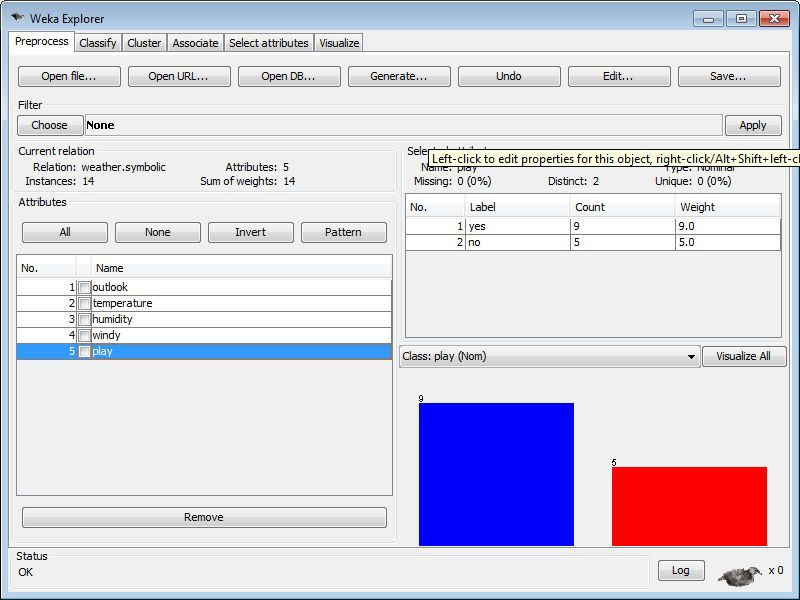 Weka Explorer
Preprocess Classify Cluster Associate Select attributes Visualize
Open file... Open URL... Open DB... Generate... Undo Edit... Save...
Filter
Choose None Apply
Current relation
Relation: weather.symbolic Attributes: 5
Instances: 14 Sum of weights: 14
Left-click to edit properties for this object, right-click/Alt+Shift+left-cl
Name: play Type: Nominal
Missing: 0 (0%) Distinct: 2 Unique: 0 (0%)
No. Label Count Weight
1 yes 9 9.0
2 no 5 5.0
Attributes
All None Invert Pattern
No. Name
1 outlook
2 temperature
3 humidity
4 windy
5 play
Remove
Class: play (Nom) Visualize All
9
5
Status
OK
Log x 0